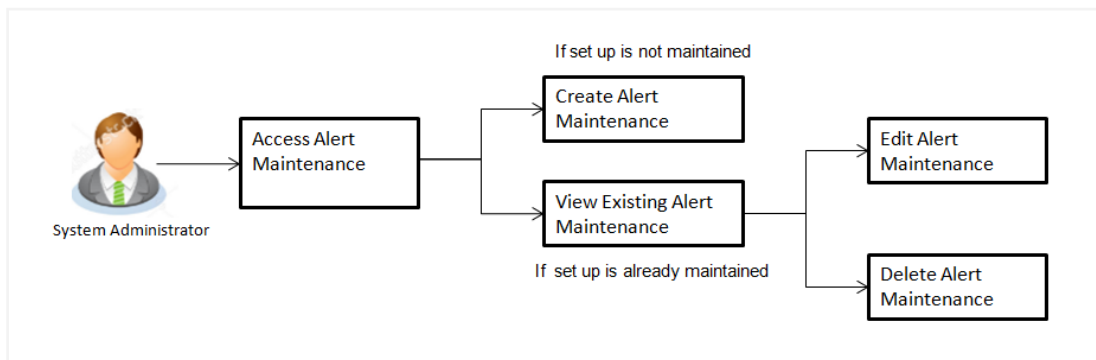 If set up is not maintained
Create Alert
Maintenance
Access Alert
Maintenance
Edit Alert
Maintenance
View Existing Alert
Maintenance
System Administrator
If set up is already maintained
Delete Alert
Maintenance